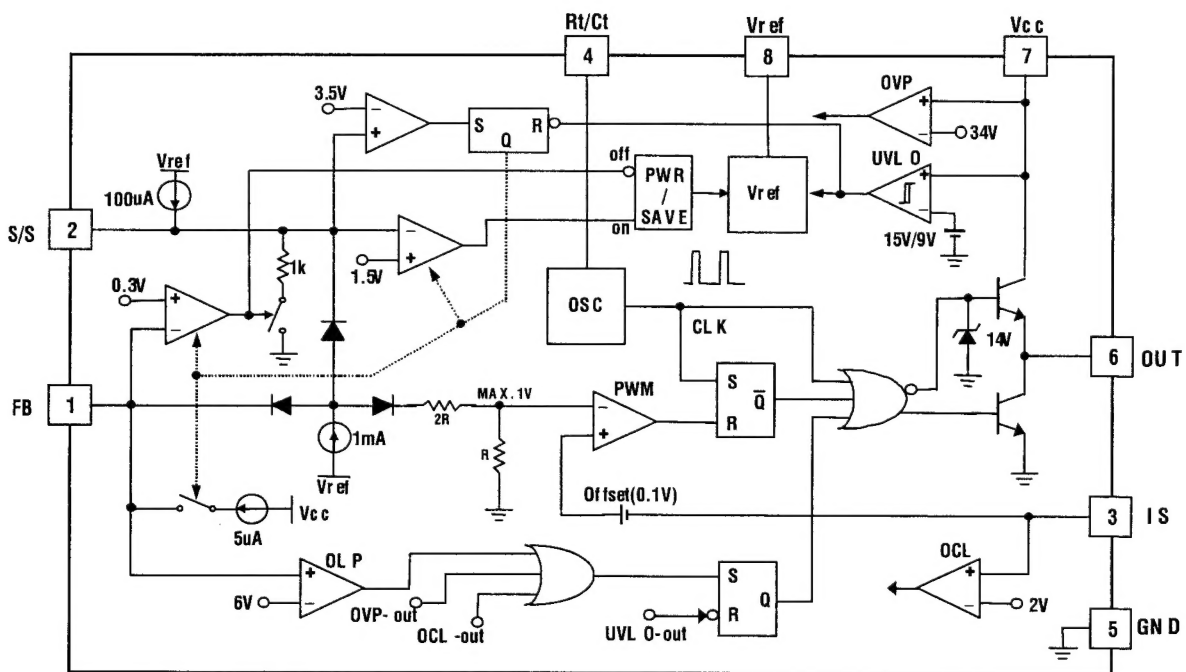 Rt/Ct
Vref
Vcc
4
8
7
OVP
3.5V
S
R
Q
34V
UVL O
off
PWR
/
SAVE
on
Vref
Vref
100uA
S/S
2
1k
1.5V
15V/9V
0.3V
OSC
CLK
14V
6
OUT
FB
1
MAX.1V
PWM
S
Q
R
2R
R
1mA
Vref
Offset(0.1V)
3
IS
Vcc
5uA
OLP
OCL
6V
OVP-out
OCL-out
S
Q
R
UVL O-out
2V
5
GND